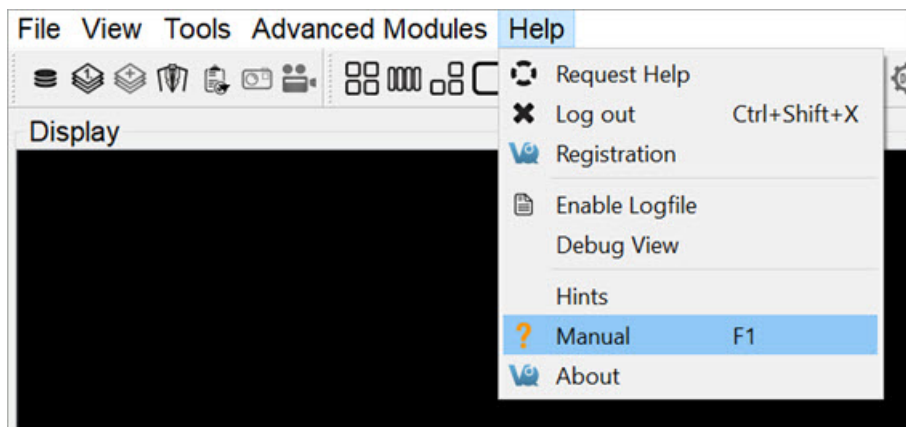 File View Tools Advanced Modules Help
Request Help
Log out Ctrl+Shift+X
Display
Registration
Enable Logfile
Debug View
Hints
Manual F1
About